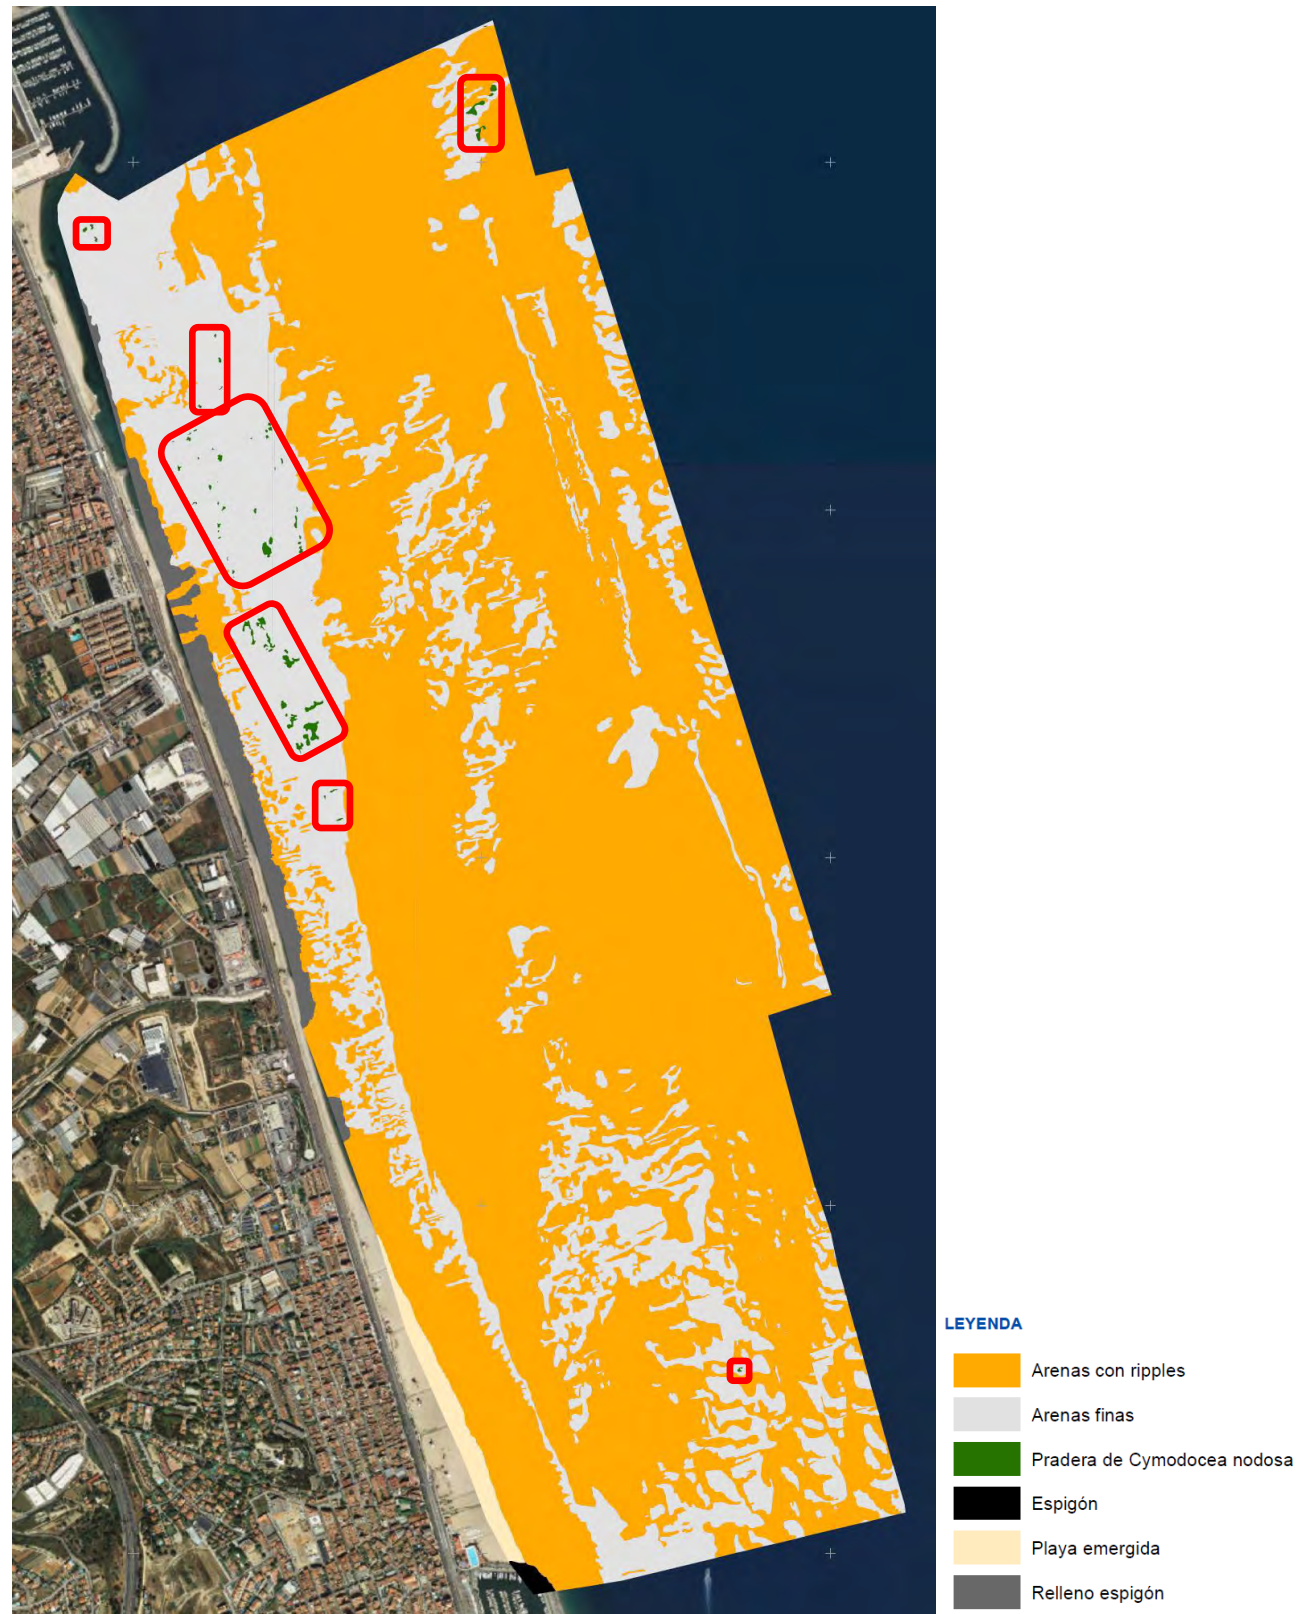 LEYENDA
Arenas con ripples
Arenas finas
Pradera de Cymodocea nodosa
Espigón
Playa emergida
Relleno espigón